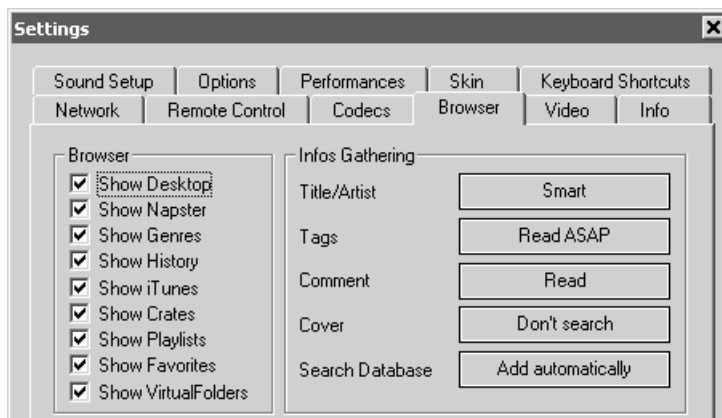 Settings
Sound Setup Options Performances Skin Keyboard Shortcuts
Network Remote Control Codecs Browser Video Info
Browser
Show Desktop
Show Napster
Show Genres
Show History
Show iTunes
Show Crates
Show Playlists
Show Favorites
Show VirtualFolders
Infos Gathering
Title/Artist Smart
Tags Read ASAP
Comment Read
Cover Don't search
Search Database Add automatically